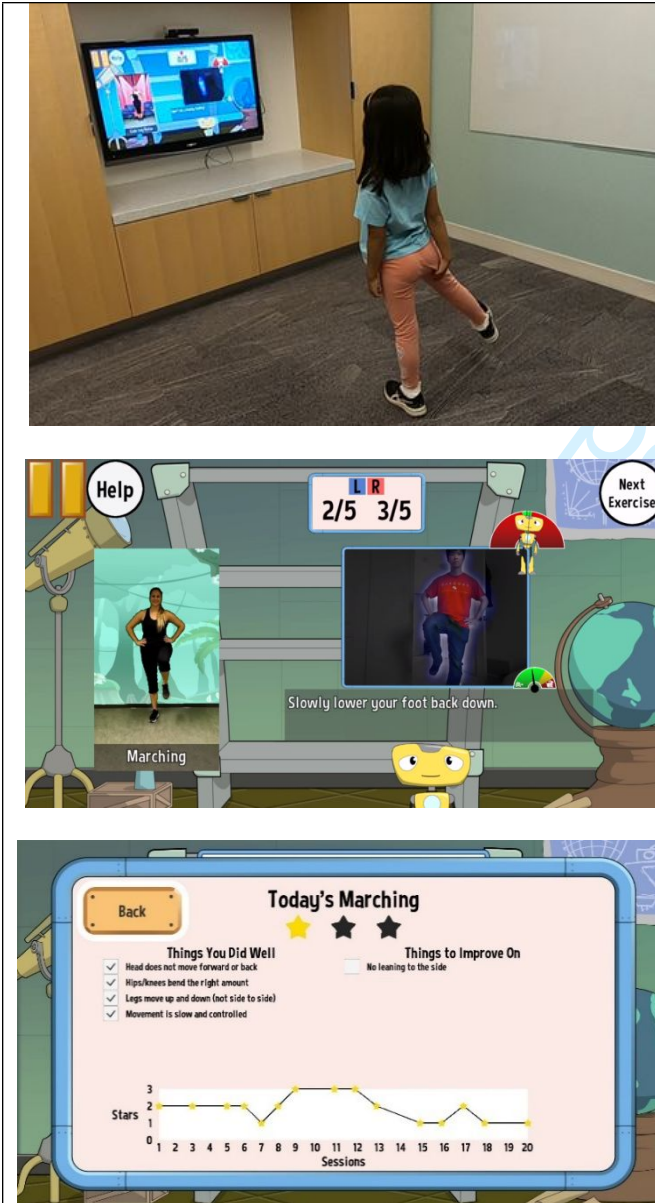 Help
L R
2/5 3/5
Next
Exercise
Slowly lower your foot back down.
Marching
Back
Today's Marching
Things You Did Well
Head does not move forward or back
Hips/knees bend the right amount
Legs move up and down (not side to side)
Movement is slow and controlled
Things to Improve On
No leaning to the side
3
2
1
0
Stars
1 2 3 4 5 6 7 8 9 10 11 12 13 14 15 16 17 18 19 20
Sessions